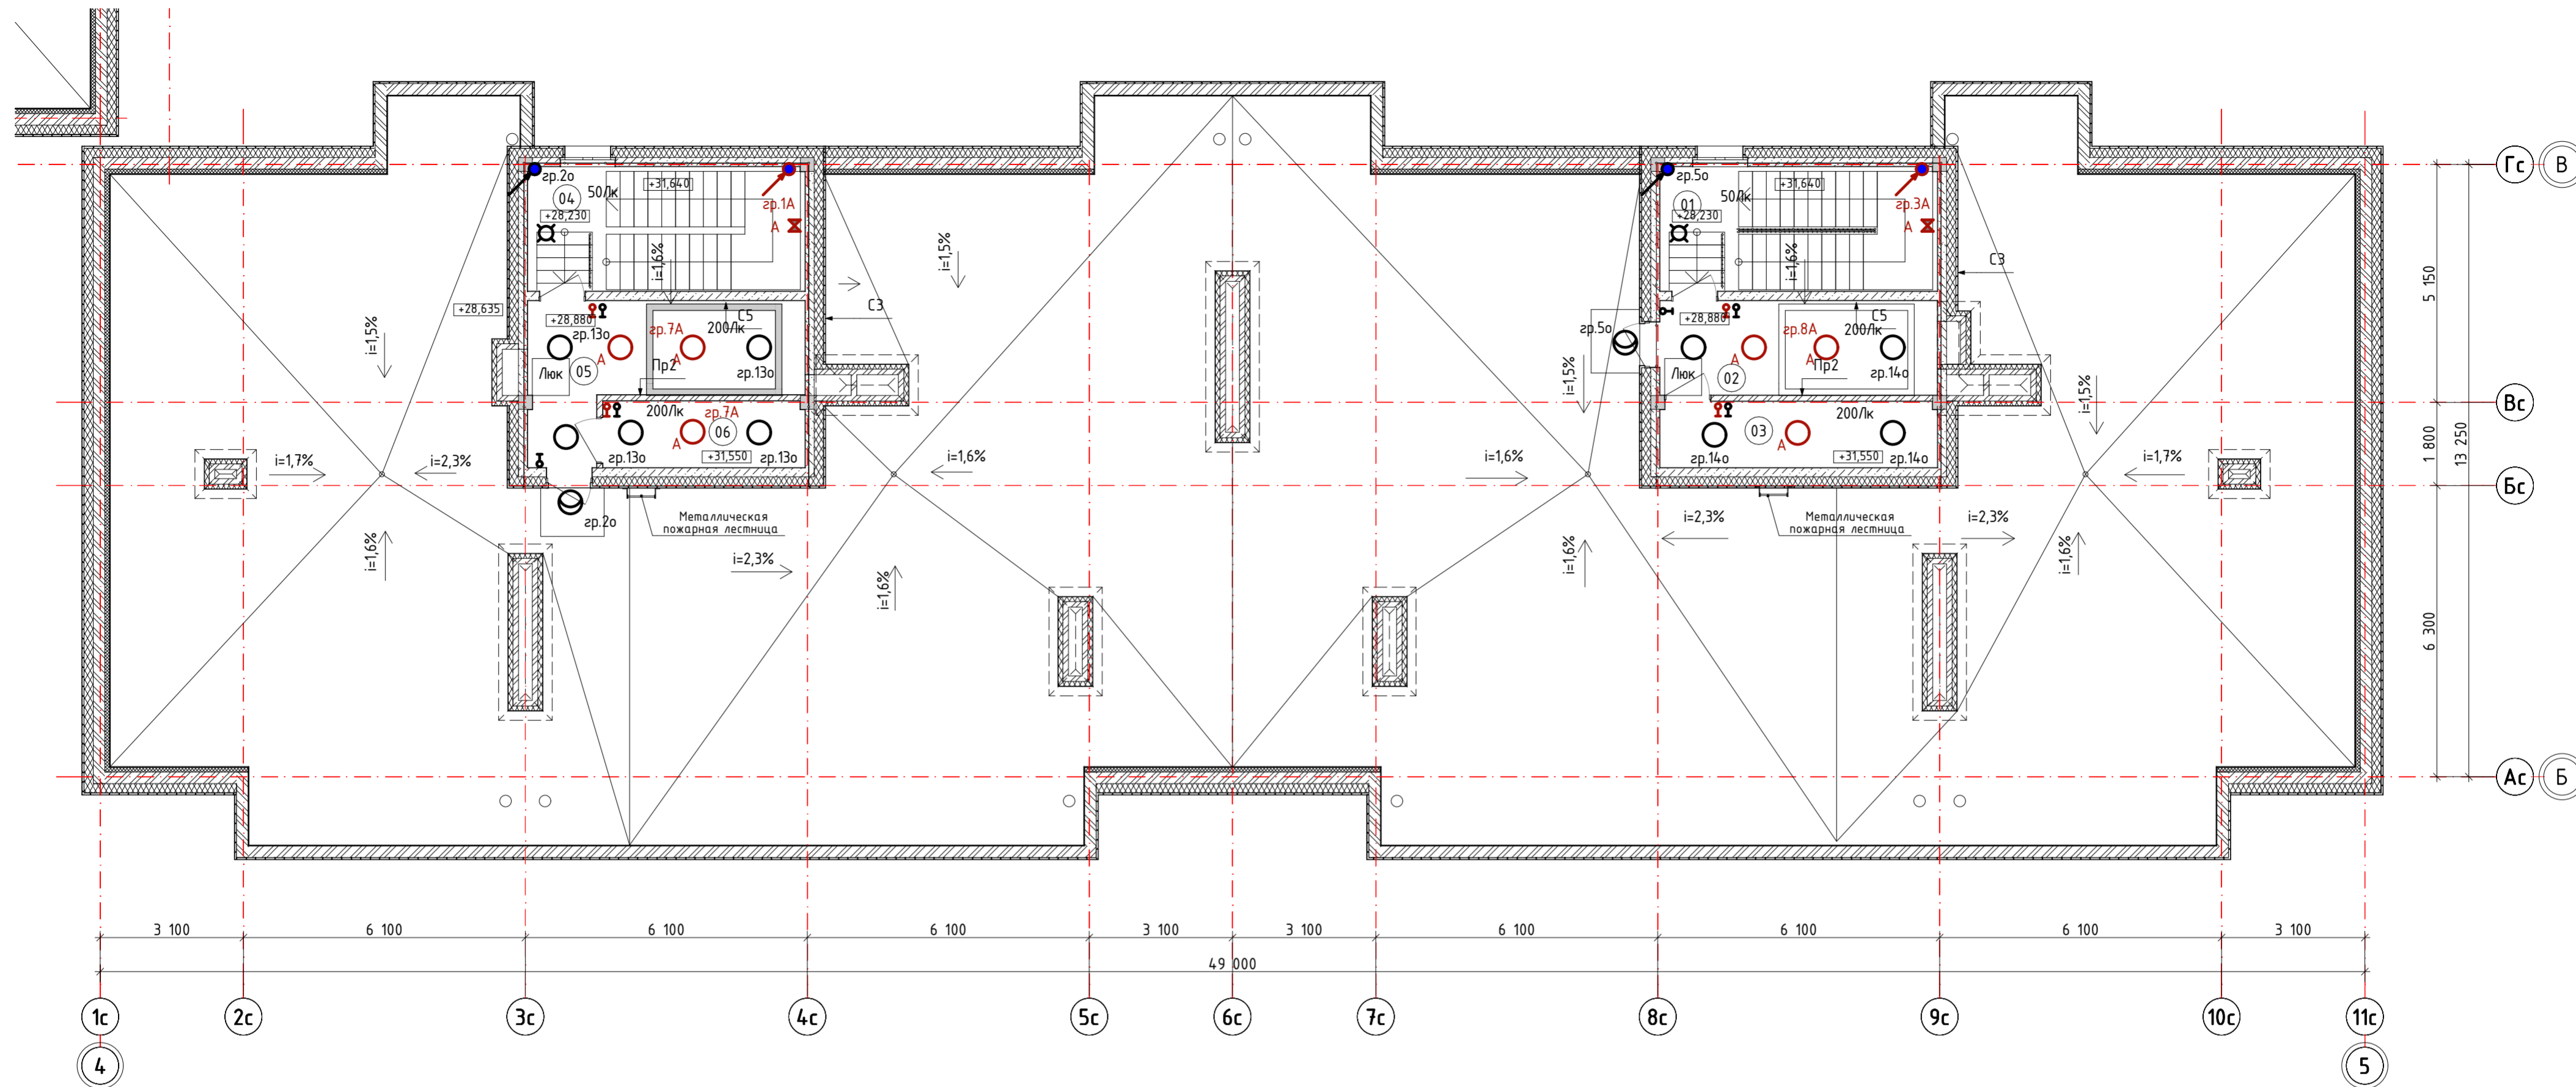 Гс
В
гр.2о
+31,640
50Лк
04
гр.1А
+28,230
А
i=1,6%
i=1,5%
С3
+28,635
+28,880
гр.13о
гр.7А
С5
200Лк
А
А
Пр2
гр.13о
Люк
05
i=1,5%
200Лк
гр.7А
06
А
гр.13о
+31,550
гр.13о
i=1,7%
i=2,3%
i=1,6%
гр.2о
Металлическая
пожарная лестница
i=1,6%
i=2,3%
i=1,6%
гр.5о
+31,640
50Лк
01
гр.3А
+28,230
А
i=1,6%
С3
+28,880
гр.5о
гр.8А
С5
200Лк
А
А
Пр2
гр.14о
Люк
02
i=1,5%
i=1,5%
200Лк
03
А
гр.14о
+31,550
гр.14о
i=1,6%
i=1,7%
Металлическая
пожарная лестница
i=2,3%
i=2,3%
i=1,6%
i=1,6%
5 150
1 800
13 250
6 300
Вс
Бс
Ас
Б
3 100
6 100
6 100
6 100
3 100
3 100
6 100
6 100
6 100
3 100
49 000
1с
2с
3с
4с
5с
6с
7с
8с
9с
10с
11с
4
5